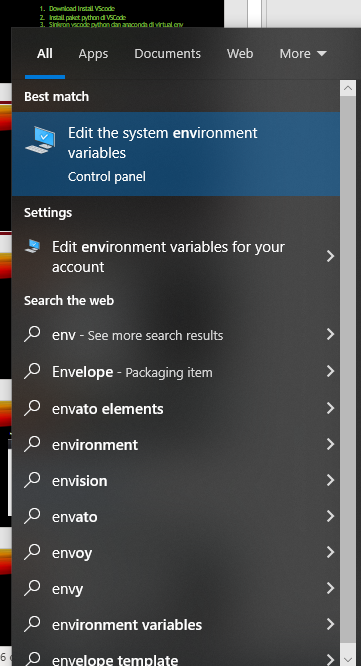 1. Download Install VSCode
2. Install paket python di VSCode
3. Sinkron vscode python dan anaconda di virtual env
All Apps Documents Web More
Best match
Edit the system environment
variables
Control panel
Settings
Edit environment variables for your
account
Search the web
env - See more search results
Envelope - Packaging item
envato elements
environment
envision
envato
envoy
envy
environment variables
envelope template
6